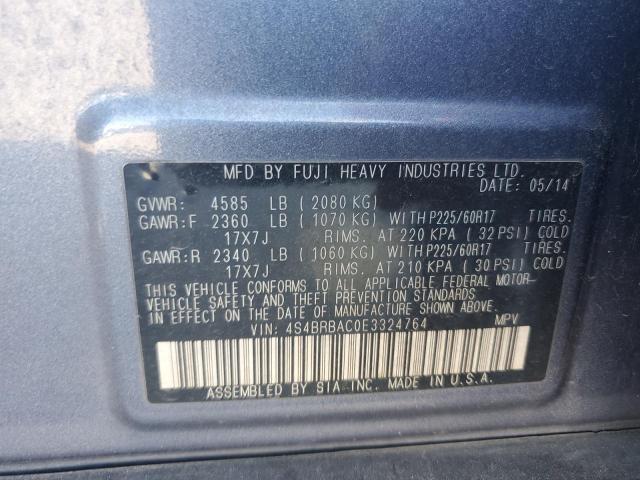 MFD BY FUJI HEAVY INDUSTRIES LTD.
DATE: 05/14
GVWR: 4585 LB ( 2080 KG)
GAWR:F 2360 LB ( 1070 KG) WITH P225/60R17 TIRES.
17X7J RIMS. AT 220 KPA ( 32 PSI) COLD
GAWR:R 2340 LB ( 1060 KG) WITH P225/60R17 TIRES.
17X7J RIMS. AT 210 KPA ( 30 PSI) COLD
THIS VEHICLE CONFORMS TO ALL APPLICABLE FEDERAL MOTOR-
VEHICLE SAFETY AND THEFT PREVENTION STANDARDS
IN EFFECT ON THE DATE OF MANUFACTURE SHOWN ABOVE.
VIN: 4S4BRBAC0E3324764 MPV
ASSEMBLED BY SIA INC. MADE IN U.S.A.